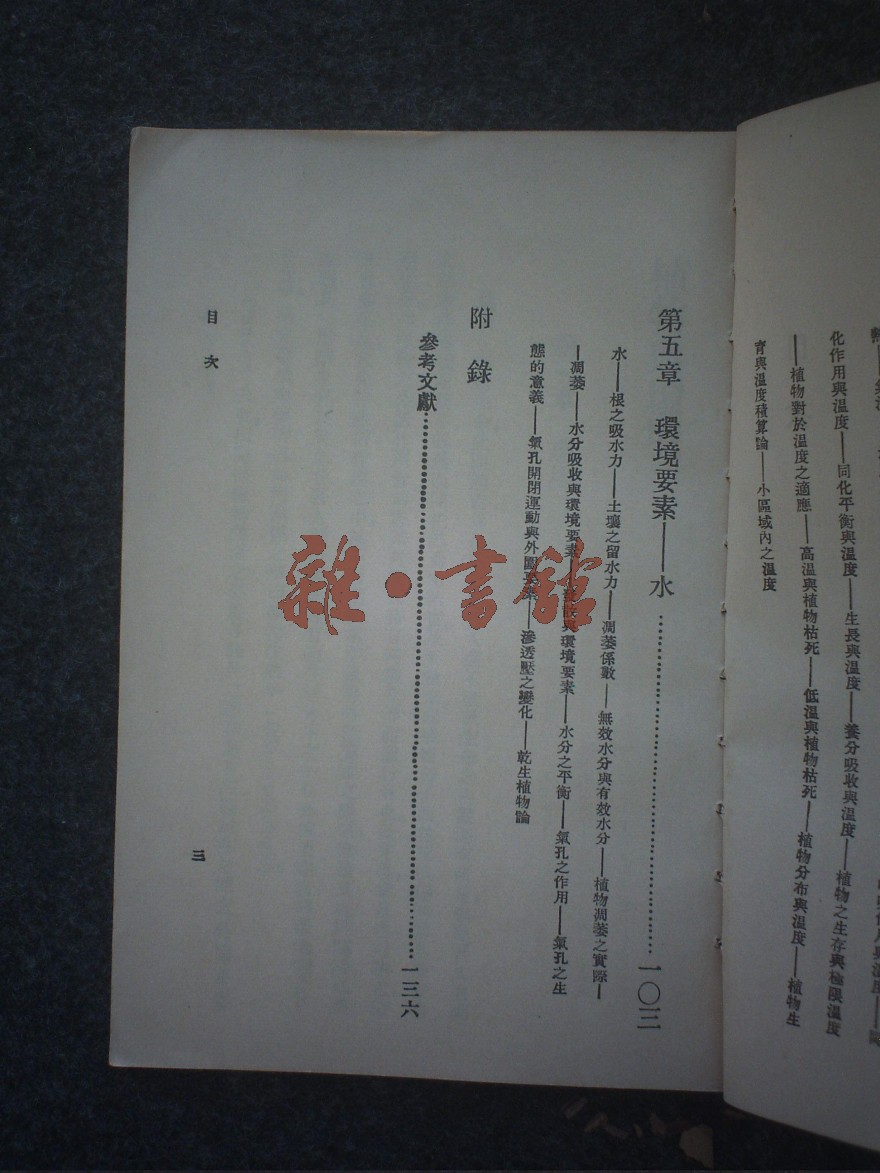 化作用與溫度——同化平衡與溫度——生長與溫度——養分吸收與溫度——植物之生存與極限溫度
——植物對於溫度之適應——高溫與植物枯死——低溫與植物枯死——植物分布與溫度——植物生
育與溫度積算論——小區域內之溫度
第五章 環境要素——水…………一〇二
水——根之吸水力——土壤之留水力——凋萎係數——無效水分與有效水分——植物凋萎之實際—
—凋萎——水分吸收與環境要素——與環境要素——水分之平衡——氣孔之作用——氣孔之生
態的意義——氣孔開閉運動與外圍——滲透壓之變化——乾生植物論
附錄
參考文獻…………一三六
目次
三
雜·書館